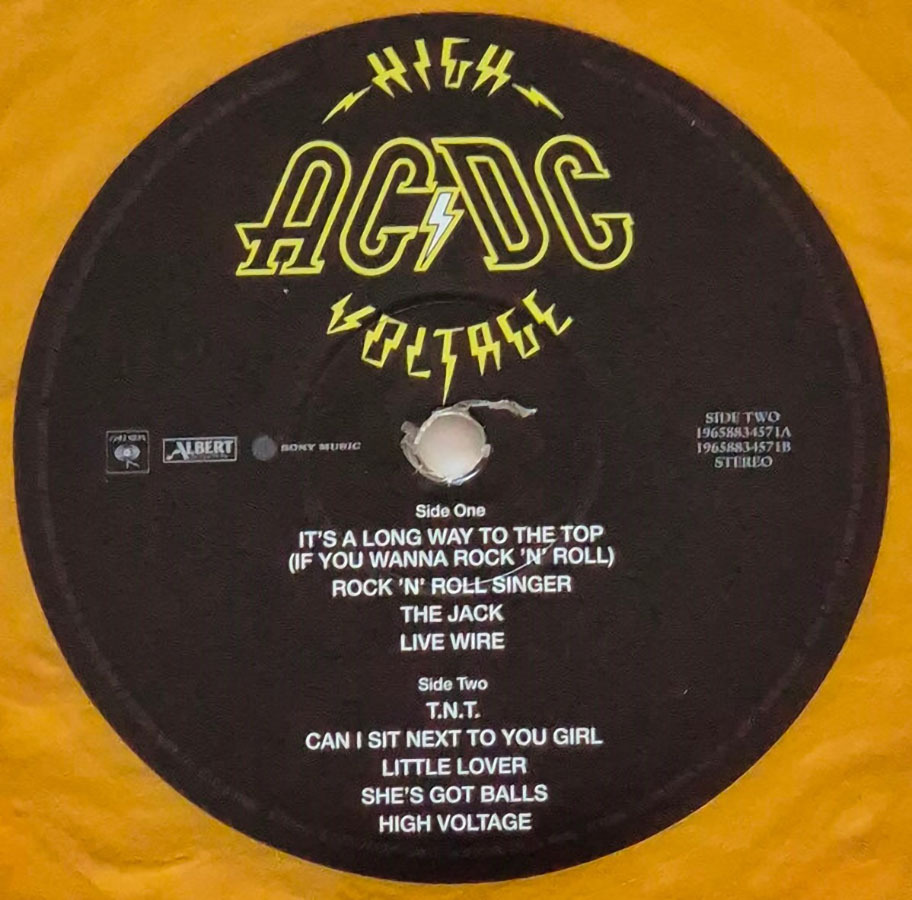 HIGH
AC/DC
VOLTAGE
COLUMBIA
ALBERT
SONY MUSIC
SIDE TWO
19658834571A
19658834571B
STEREO
Side One
IT'S A LONG WAY TO THE TOP
(IF YOU WANNA ROCK 'N' ROLL)
ROCK 'N' ROLL SINGER
THE JACK
LIVE WIRE
Side Two
T.N.T.
CAN I SIT NEXT TO YOU GIRL
LITTLE LOVER
SHE'S GOT BALLS
HIGH VOLTAGE